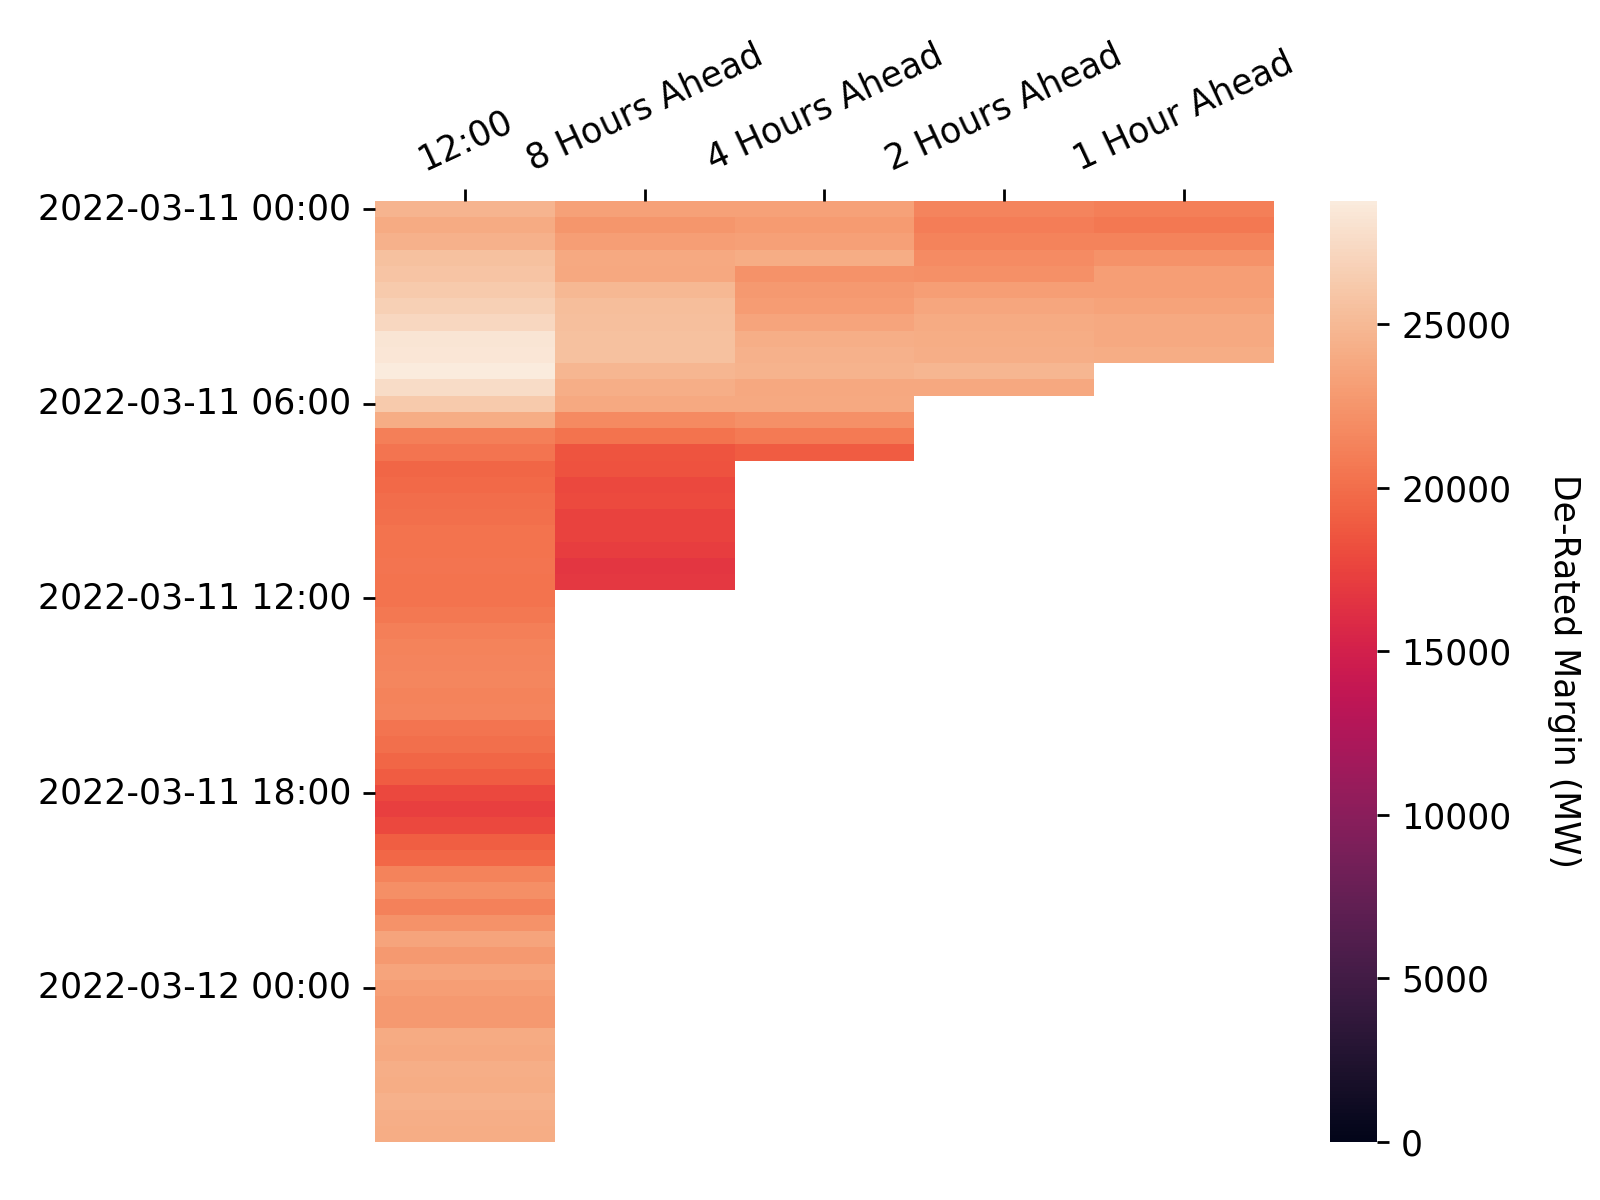 12:00
8 Hours Ahead
4 Hours Ahead
2 Hours Ahead
1 Hour Ahead
2022-03-11 00:00
2022-03-11 06:00
2022-03-11 12:00
2022-03-11 18:00
2022-03-12 00:00
25000
20000
15000
10000
5000
0
De-Rated Margin (MW)